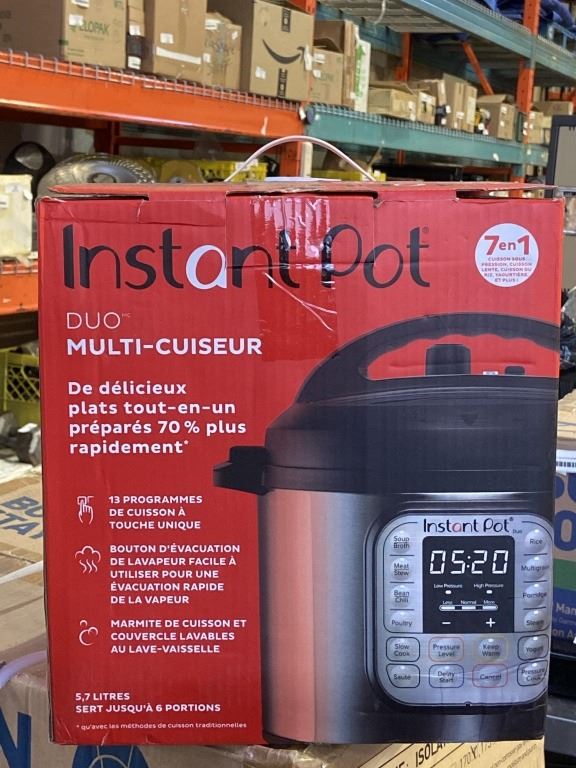 Instant Pot
7en1
CUISSON SOUS
PRESSION, CUISSON
LENTE, CUISSON DU
RIZ, YAOURTIÈRE
ET PLUS !
DUO MC
MULTI-CUISEUR
De délicieux
plats tout-en-un
préparés 70 % plus
rapidement*
13 PROGRAMMES
DE CUISSON À
TOUCHE UNIQUE
BOUTON D'ÉVACUATION
DE LAVAPEUR FACILE À
UTILISER POUR UNE
ÉVACUATION RAPIDE
DE LA VAPEUR
MARMITE DE CUISSON ET
COUVERCLE LAVABLES
AU LAVE-VAISSELLE
5,7 LITRES
SERT JUSQU'À 6 PORTIONS
* qu'avec les méthodes de cuisson traditionnelles
Instant Pot Duo
Soup
Broth
Meat
Stew
Bean
Chili
Poultry
Slow
Cook
Sauté
05:20
Low Pressure High Pressure
Less Normal More
− +
Pressure
Level
Keep
Warm
Delay
Start
Cancel
Rice
Multigrain
Porridge
Steam
Yogurt
Pressure
Cook